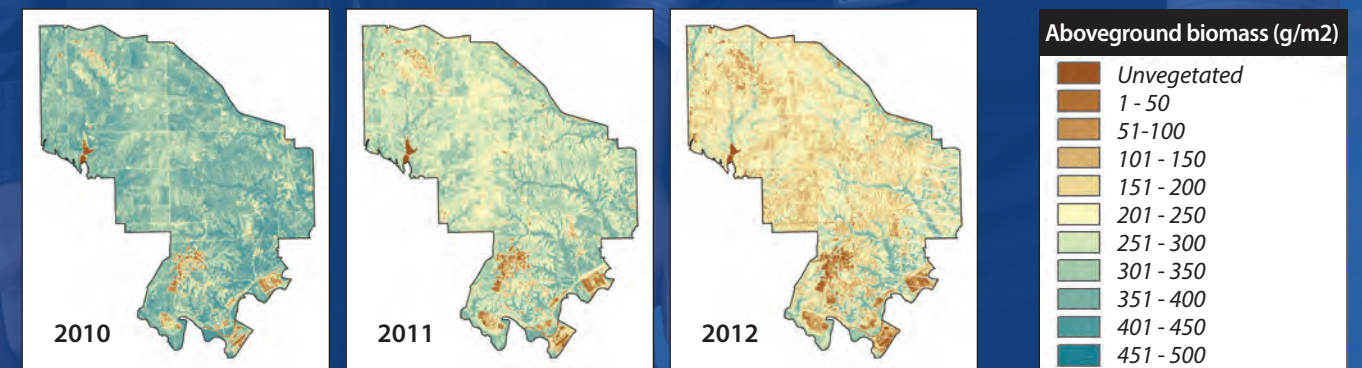 2010
2011
2012
Aboveground biomass (g/m2)
Unvegetated
1 - 50
51-100
101 - 150
151 - 200
201 - 250
251 - 300
301 - 350
351 - 400
401 - 450
451 - 500